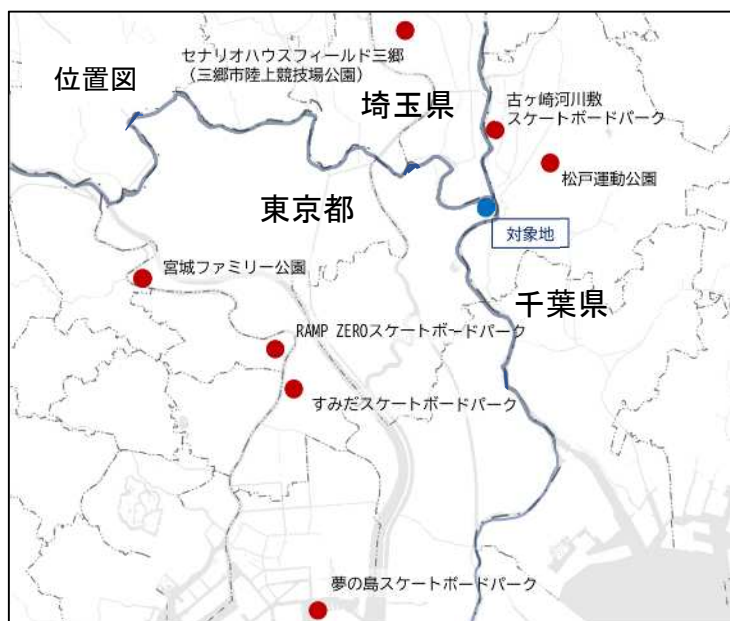 位置図
セナリオハウスフィールド三郷
（三郷市陸上競技場公園）
埼玉県
古ヶ崎河川敷
スケートボードパーク
松戸運動公園
東京都
対象地
宮城ファミリー公園
千葉県
RAMP ZEROスケートボードパーク
すみだスケートボードパーク
夢の島スケートボードパーク